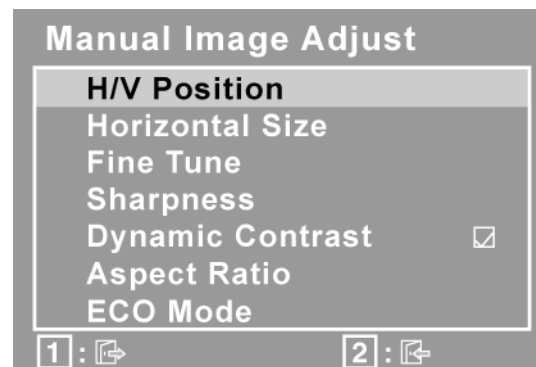 Manual Image Adjust
H/V Position
Horizontal Size
Fine Tune
Sharpness
Dynamic Contrast
Aspect Ratio
ECO Mode
1 : 2 :